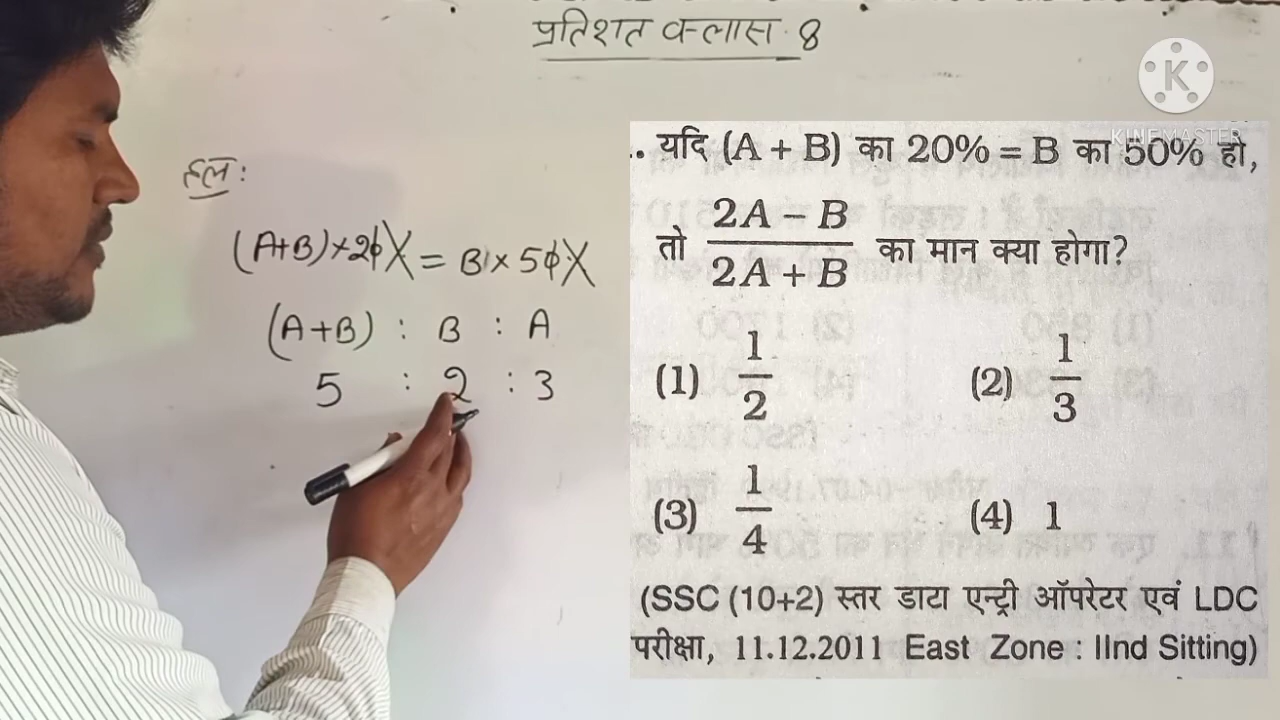 प्रतिशत क्लास 8
K
KINEMASTER
हल:
(A+B)×20% = B×50%
(A+B) : B : A
5 : 2 : 3
.. यदि (A + B) का 20% = B का 50% हो,
तो (2A – B)/(2A + B) का मान क्या होगा?
(1) 1/2 (2) 1/3
(3) 1/4 (4) 1
(SSC (10+2) स्तर डाटा एन्ट्री ऑपरेटर एवं LDC
परीक्षा, 11.12.2011 East Zone : IInd Sitting)